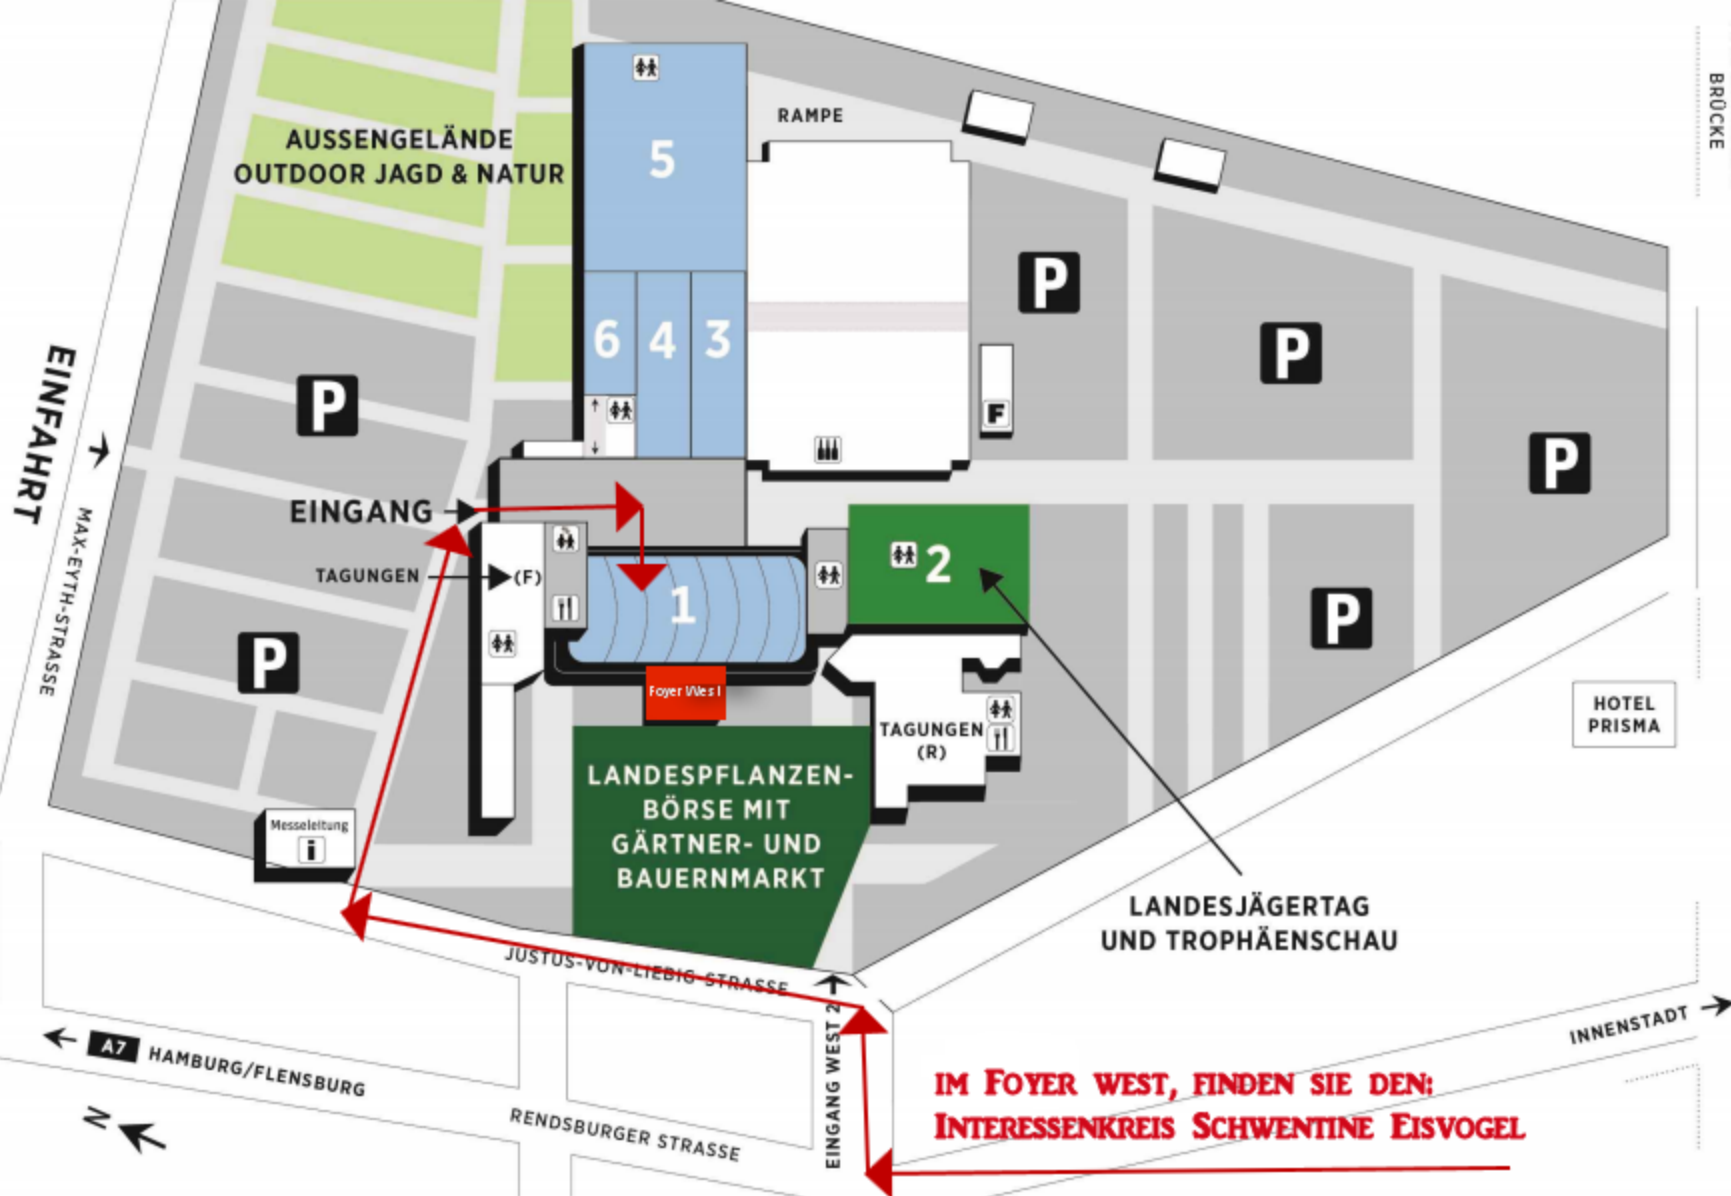 RAMPE
BRÜCKE
AUSSENGELÄNDE
OUTDOOR JAGD & NATUR
5
6
4
3
P
P
P
P
P
P
P
F
EINFAHRT
MAX-EYTH-STRASSE
EINGANG
TAGUNGEN
(F)
1
2
Foyer West
TAGUNGEN
(R)
HOTEL
PRISMA
LANDESPFLANZEN-
BÖRSE MIT
GÄRTNER- UND
BAUERNMARKT
Messeleitung
i
LANDESJÄGERTAG
UND TROPHÄENSCHAU
JUSTUS-VON-LIEBIG-STRASSE
EINGANG WEST 2
INNENSTADT
A7 HAMBURG/FLENSBURG
RENDSBURGER STRASSE
N
IM FOYER WEST, FINDEN SIE DEN:
INTERESSENKREIS SCHWENTINE EISVOGEL